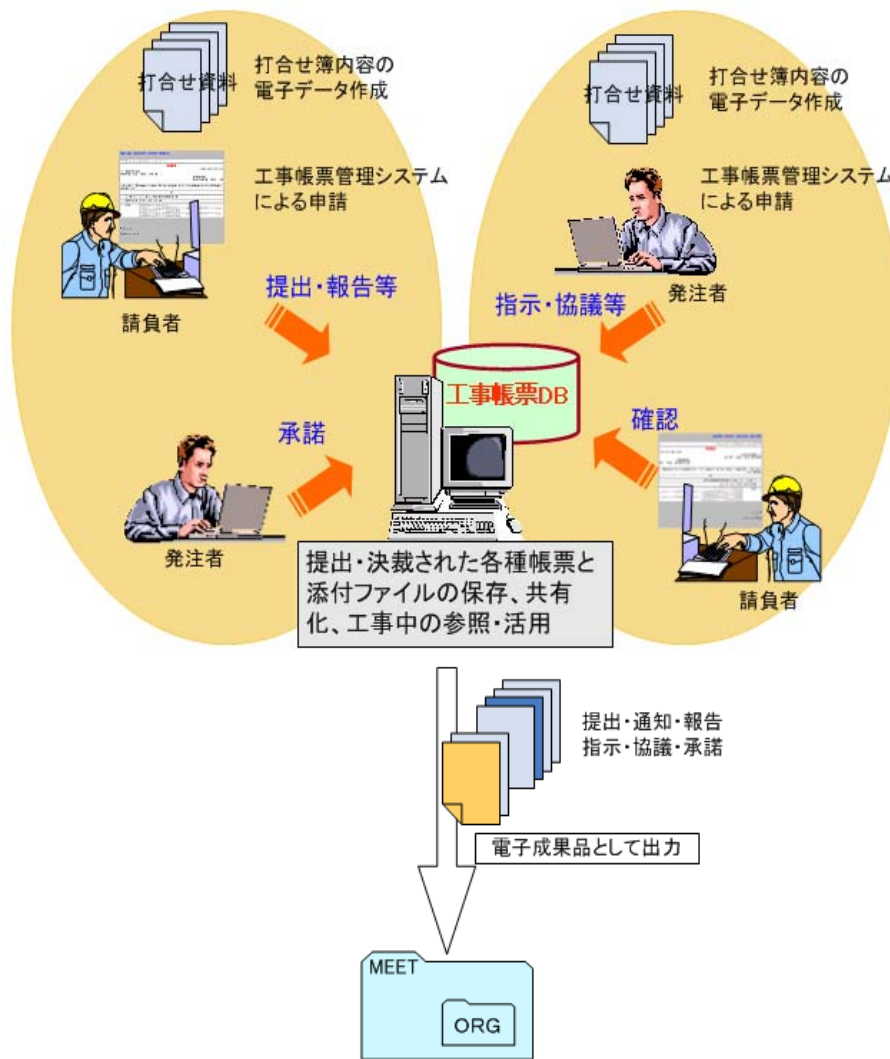 打合せ資料
打合せ簿内容の
電子データ作成
工事帳票管理システム
による申請
請負者
提出・報告等
承諾
発注者
打合せ資料
打合せ簿内容の
電子データ作成
工事帳票管理システム
による申請
発注者
指示・協議等
確認
請負者
工事帳票DB
提出・決裁された各種帳票と
添付ファイルの保存、共有
化、工事中の参照・活用
提出・通知・報告
指示・協議・承諾
電子成果品として出力
MEET
ORG